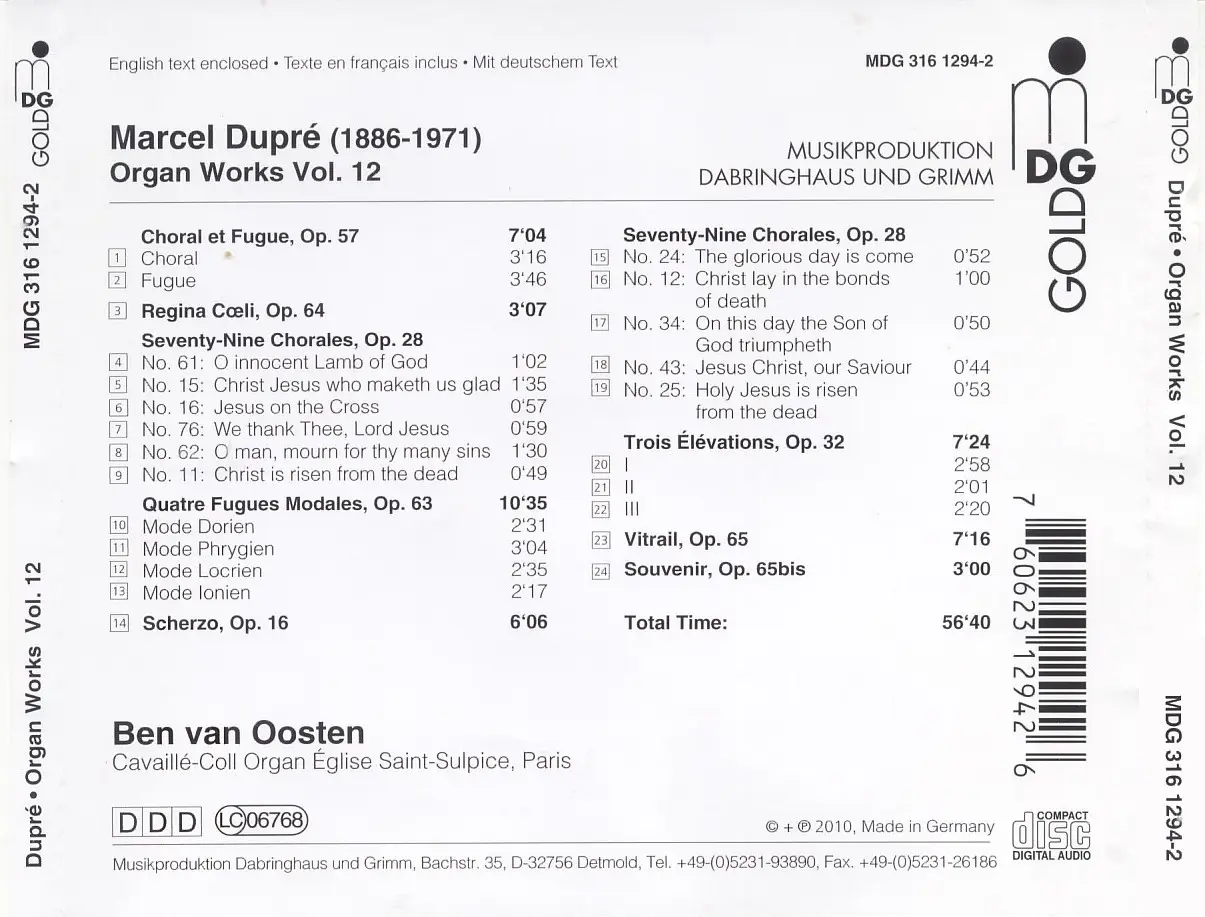 DG
GOLD
MDG 316 1294-2
Dupré • Organ Works Vol. 12
English text enclosed • Texte en français inclus • Mit deutschem Text
MDG 316 1294-2
Marcel Dupré (1886-1971)
Organ Works Vol. 12
MUSIKPRODUKTION
DABRINGHAUS UND GRIMM
Choral et Fugue, Op. 57 7‘04
1 Choral 3‘16
2 Fugue 3‘46
3 Regina Cœli, Op. 64 3‘07
Seventy-Nine Chorales, Op. 28
4 No. 61: O innocent Lamb of God 1‘02
5 No. 15: Christ Jesus who maketh us glad 1‘35
6 No. 16: Jesus on the Cross 0‘57
7 No. 76: We thank Thee, Lord Jesus 0‘59
8 No. 62: O man, mourn for thy many sins 1‘30
9 No. 11: Christ is risen from the dead 0‘49
Quatre Fugues Modales, Op. 63 10‘35
10 Mode Dorien 2‘31
11 Mode Phrygien 3‘04
12 Mode Locrien 2‘35
13 Mode Ionien 2‘17
14 Scherzo, Op. 16 6‘06
Seventy-Nine Chorales, Op. 28
15 No. 24: The glorious day is come 0‘52
16 No. 12: Christ lay in the bonds 1‘00
of death
17 No. 34: On this day the Son of 0‘50
God triumpheth
18 No. 43: Jesus Christ, our Saviour 0‘44
19 No. 25: Holy Jesus is risen 0‘53
from the dead
Trois Élévations, Op. 32 7‘24
20 I 2‘58
21 II 2‘01
22 III 2‘20
23 Vitrail, Op. 65 7‘16
24 Souvenir, Op. 65bis 3‘00
Total Time: 56‘40
Ben van Oosten
Cavaillé-Coll Organ Église Saint-Sulpice, Paris
DDD LC 06768
© + ℗ 2010, Made in Germany
Musikproduktion Dabringhaus und Grimm, Bachstr. 35, D-32756 Detmold, Tel. +49-(0)5231-93890, Fax. +49-(0)5231-26186
DG
GOLD
7 60623 12942 6
COMPACT
disc
DIGITAL AUDIO
DG
GOLD
Dupré • Organ Works Vol. 12
MDG 316 1294-2